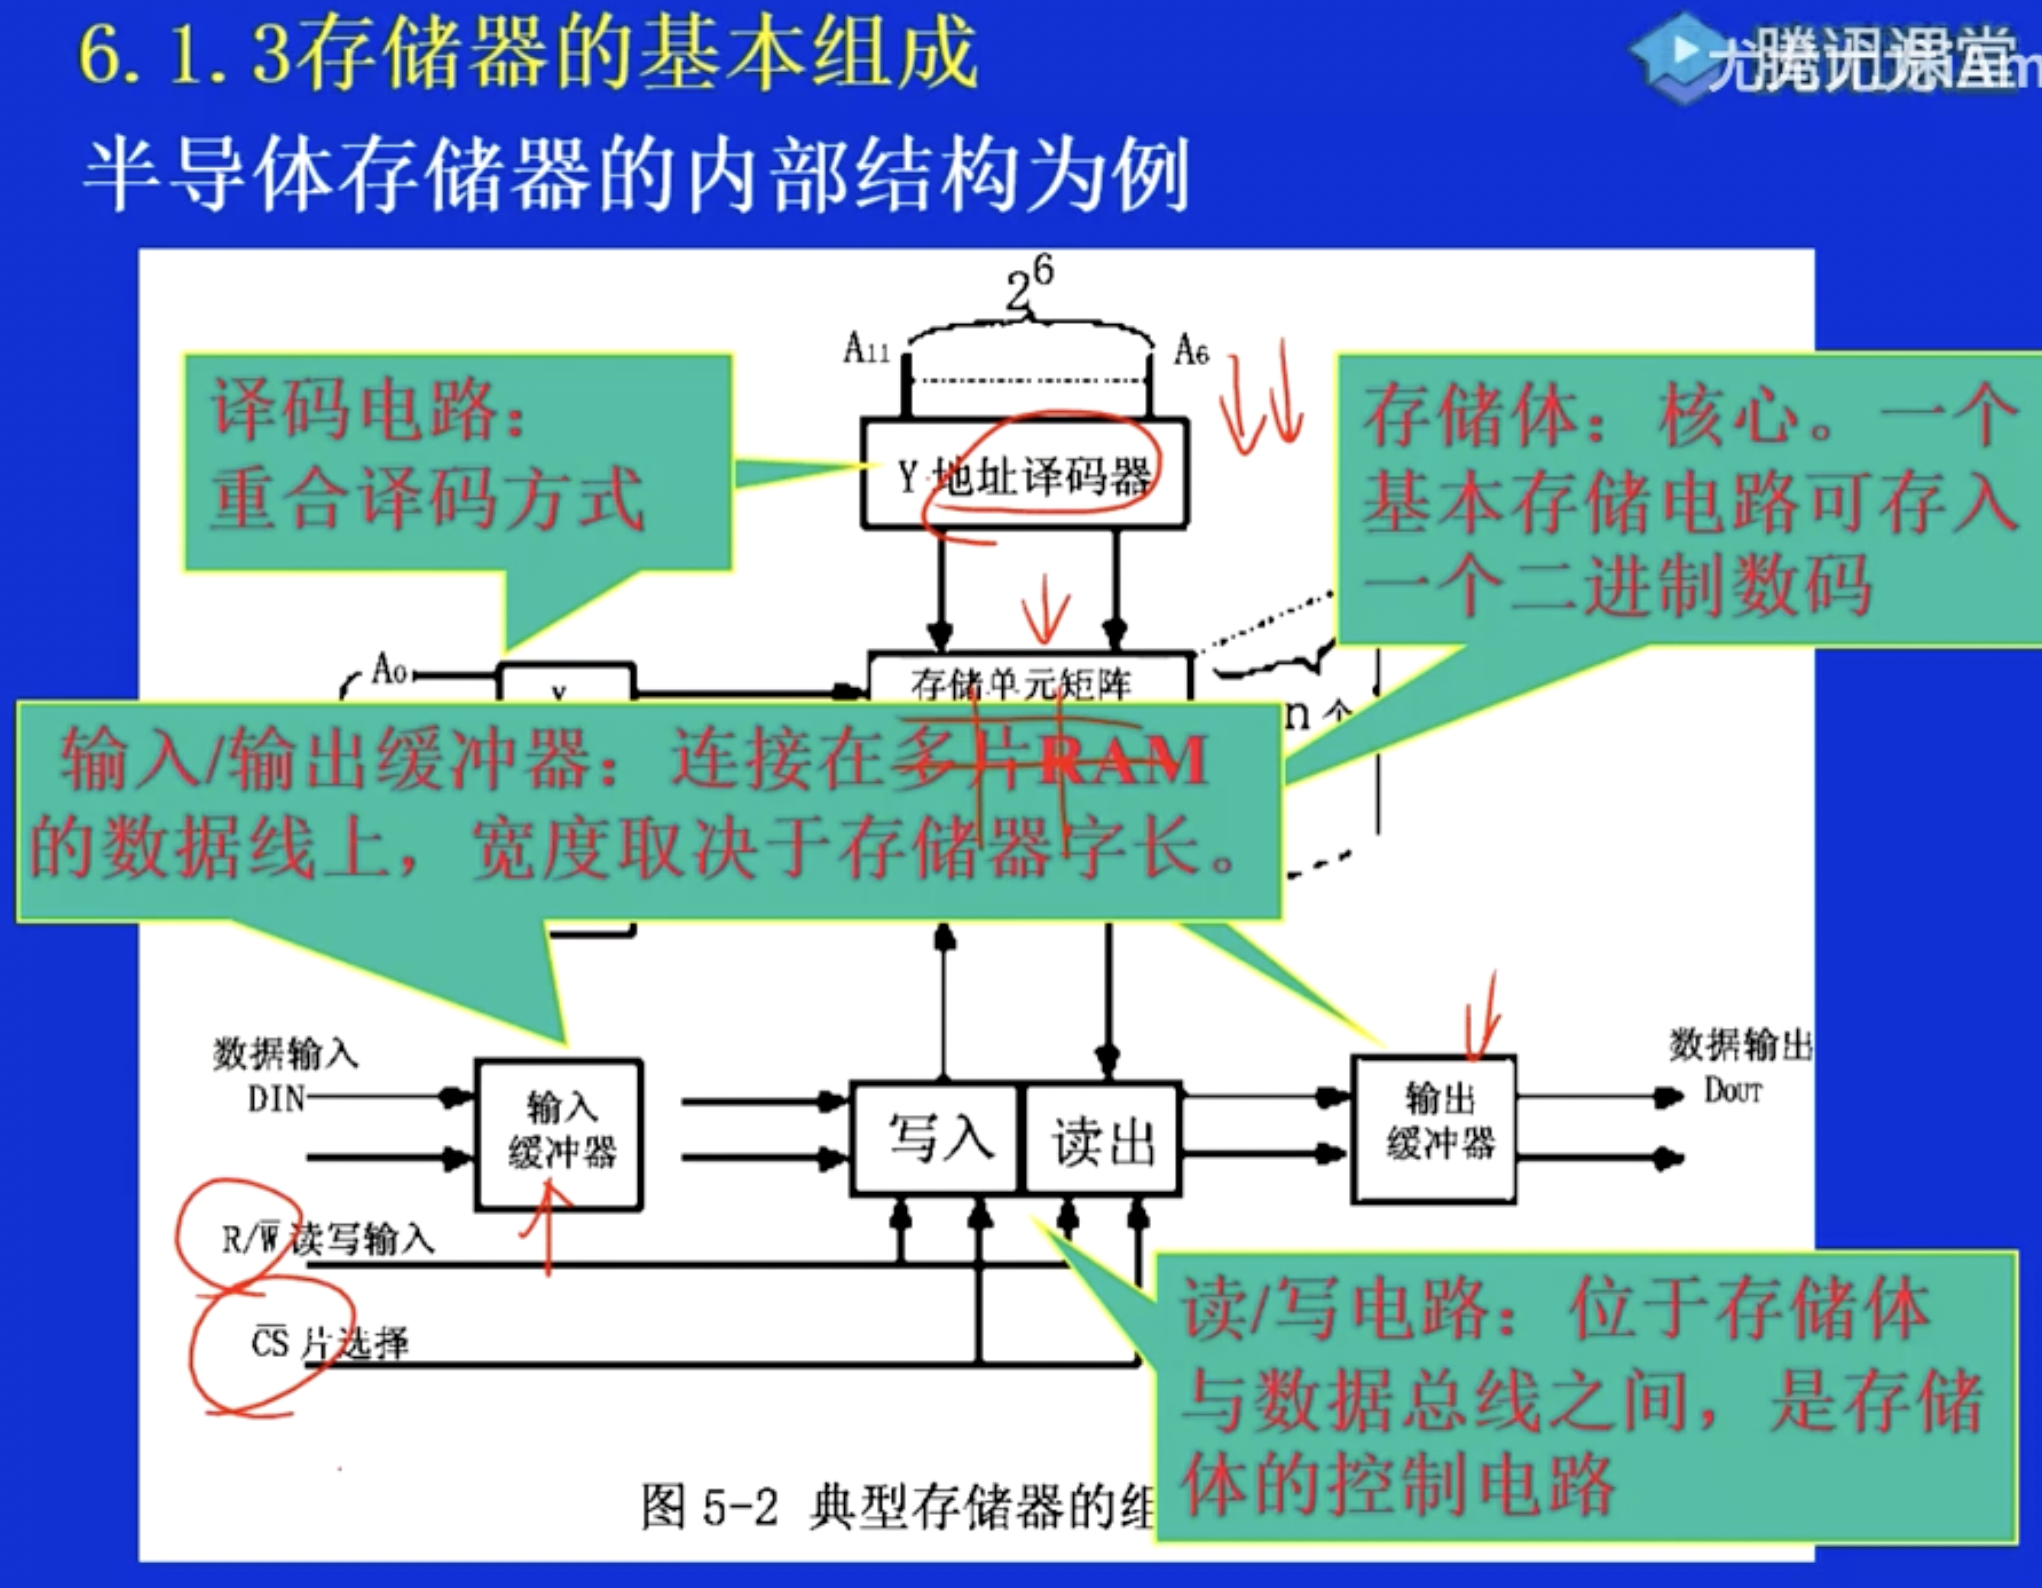 6.1.3存储器的基本组成
腾讯课堂
半导体存储器的内部结构为例
2^6
A11
A6
译码电路：
重合译码方式
Y 地址译码器
存储体：核心。一个
基本存储电路可存入
一个二进制数码
A0
存储单元矩阵
n个
输入/输出缓冲器：连接在多片RAM
的数据线上，宽度取决于存储器字长。
数据输入
DIN
输入
缓冲器
写入
读出
输出
缓冲器
数据输出
DOUT
R/W̅ 读写输入
C̅S̅ 片选择
读/写电路：位于存储体
与数据总线之间，是存储
体的控制电路
图 5-2 典型存储器的组